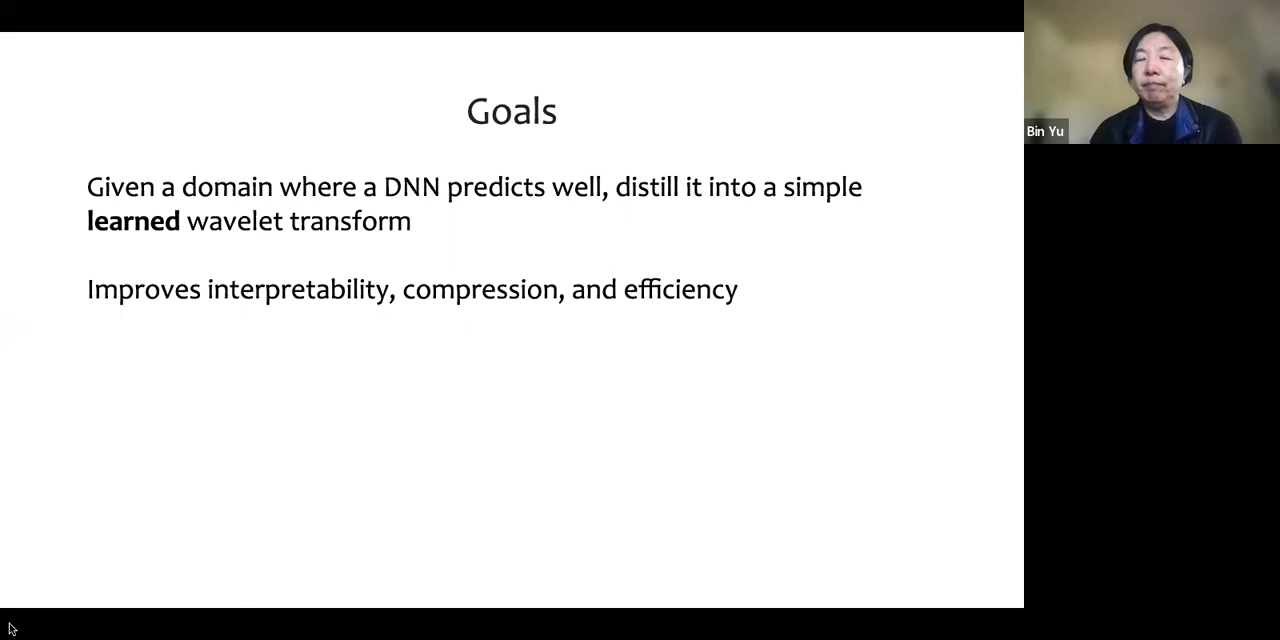 Goals
Given a domain where a DNN predicts well, distill it into a simple
learned wavelet transform
Improves interpretability, compression, and efficiency
Bin Yu